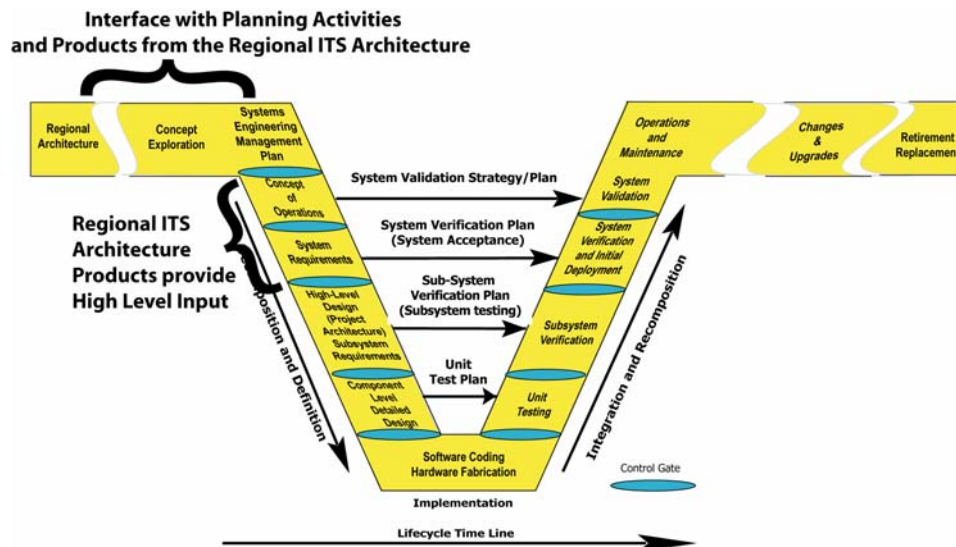 Interface with Planning Activities
and Products from the Regional ITS Architecture
Regional
Architecture
Concept
Exploration
Systems
Engineering
Management
Plan
Operations
and
Maintenance
Changes
&
Upgrades
Retirement
Replacement
Concept
of
Operations
System Validation Strategy/Plan
System
Validation
Regional ITS
Architecture
Products provide
High Level Input
System
Requirements
System Verification Plan
(System Acceptance)
System
Verification
and Initial
Deployment
High-Level
Design
(Project
Architecture)
Subsystem
Requirements
Sub-System
Verification Plan
(Subsystem testing)
Subsystem
Verification
Component
Level
Detailed
Design
Unit
Test Plan
Unit
Testing
Software Coding
Hardware Fabrication
Implementation
and Definition
Integration and Recomposition
Control Gate
Lifecycle Time Line